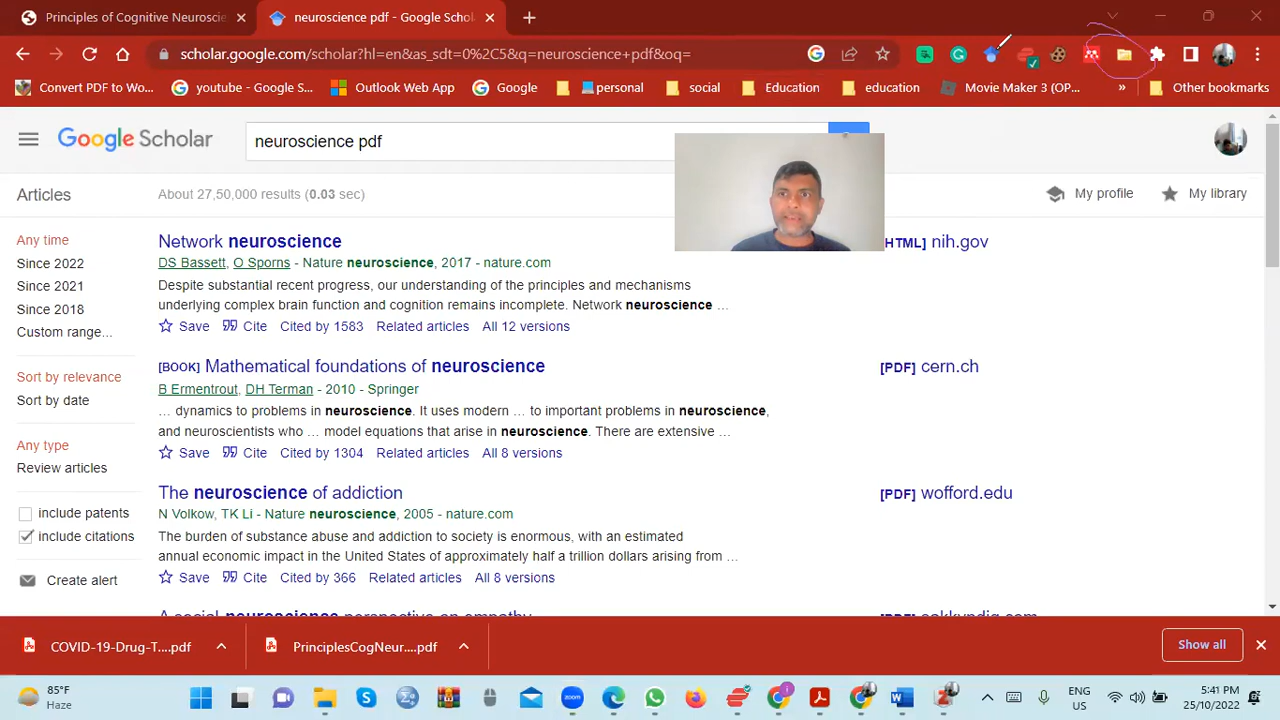 Principles of Cognitive Neuroscie
neuroscience pdf - Google Schol
scholar.google.com/scholar?hl=en&as_sdt=0%2C5&q=neuroscience+pdf&oq=
Convert PDF to Wo...
youtube - Google S...
Outlook Web App
Google
personal
social
Education
education
Movie Maker 3 (OP...
»
Other bookmarks
Google Scholar
neuroscience pdf
Articles
About 27,50,000 results (0.03 sec)
My profile
My library
Any time
Since 2022
Since 2021
Since 2018
Custom range...
Sort by relevance
Sort by date
Any type
Review articles
include patents
include citations
Create alert
Network neuroscience
[HTML] nih.gov
DS Bassett, O Sporns - Nature neuroscience, 2017 - nature.com
Despite substantial recent progress, our understanding of the principles and mechanisms
underlying complex brain function and cognition remains incomplete. Network neuroscience ...
Save Cite Cited by 1583 Related articles All 12 versions
[BOOK] Mathematical foundations of neuroscience
[PDF] cern.ch
B Ermentrout, DH Terman - 2010 - Springer
... dynamics to problems in neuroscience. It uses modern ... to important problems in neuroscience,
and neuroscientists who ... model equations that arise in neuroscience. There are extensive ...
Save Cite Cited by 1304 Related articles All 8 versions
The neuroscience of addiction
[PDF] wofford.edu
N Volkow, TK Li - Nature neuroscience, 2005 - nature.com
The burden of substance abuse and addiction to society is enormous, with an estimated
annual economic impact in the United States of approximately half a trillion dollars arising from ...
Save Cite Cited by 366 Related articles All 8 versions
A social neuroscience perspective on empathy
COVID-19-Drug-T....pdf
PrinciplesCogNeur....pdf
Show all
85°F
Haze
ENG
US
5:41 PM
25/10/2022